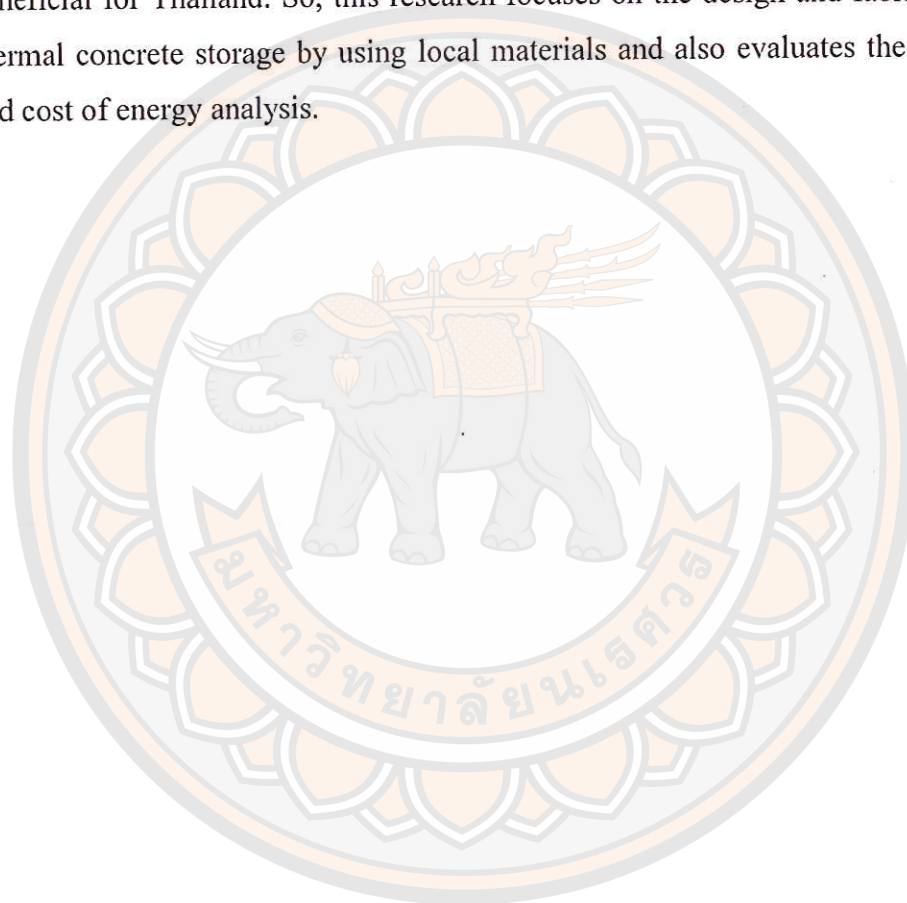 for Thailand. So, this research focuses on the design and
concrete storage by using local materials and also evaluates the
cost of energy analysis.
มหาวิทยาลัยนเรศวร